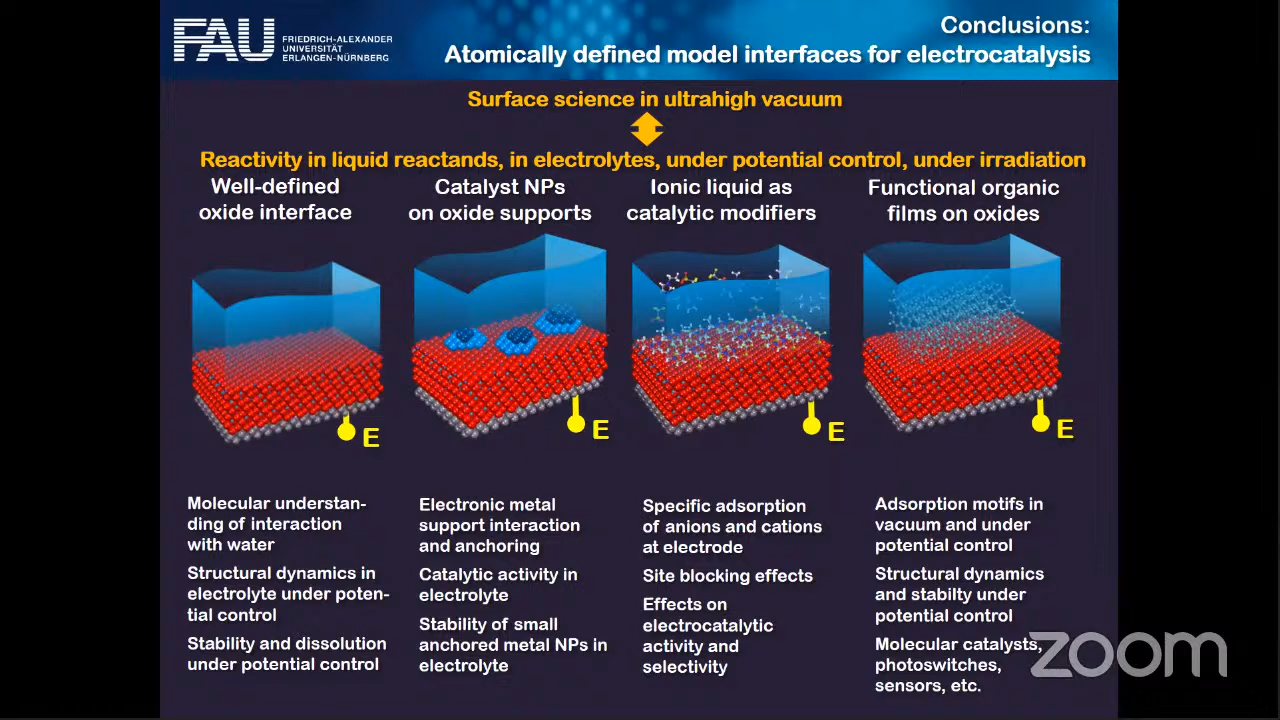 FAU
FRIEDRICH-ALEXANDER
UNIVERSITÄT
ERLANGEN-NÜRNBERG
Conclusions:
Atomically defined model interfaces for electrocatalysis
Surface science in ultrahigh vacuum
Reactivity in liquid reactands, in electrolytes, under potential control, under irradiation
Well-defined
oxide interface
Catalyst NPs
on oxide supports
Ionic liquid as
catalytic modifiers
Functional organic
films on oxides
E
E
E
E
Molecular understan-
ding of interaction
with water
Structural dynamics in
electrolyte under poten-
tial control
Stability and dissolution
under potential control
Electronic metal
support interaction
and anchoring
Catalytic activity in
electrolyte
Stability of small
anchored metal NPs in
electrolyte
Specific adsorption
of anions and cations
at electrode
Site blocking effects
Effects on
electrocatalytic
activity and
selectivity
Adsorption motifs in
vacuum and under
potential control
Structural dynamics
and stabilty under
potential control
Molecular catalysts,
photoswitches,
sensors, etc.
zoom